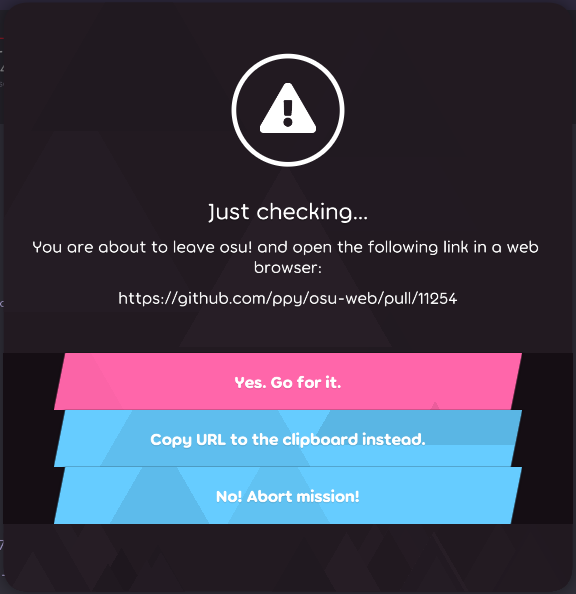 Just checking...
You are about to leave osu! and open the following link in a web
browser:
https://github.com/ppy/osu-web/pull/11254
Yes. Go for it.
Copy URL to the clipboard instead.
No! Abort mission!